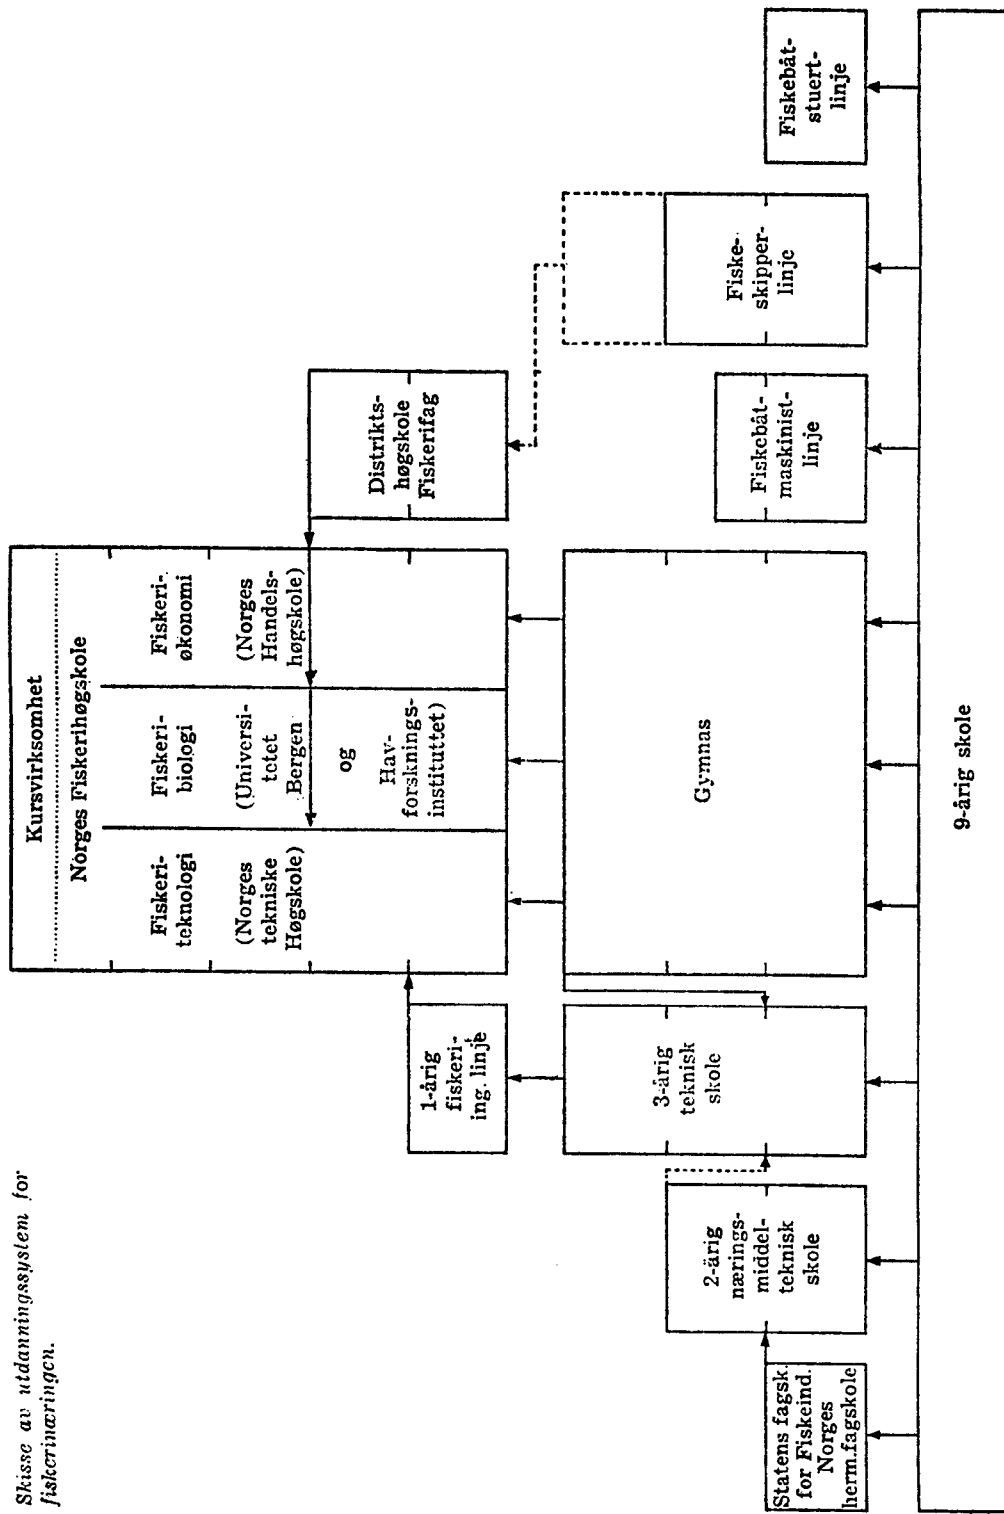 Skisse av utdanningssystem for
fiskerinæringen.
Kursvirksomhet
Norges Fiskerihøgskole
Fiskeri-
teknologi
(Norges
tekniske
Høgskole)
Fiskeri-
biologi
(Universi-
tetet
Bergen
og
Hav-
forsknings-
instituttet)
Fiskeri-
økonomi
(Norges
Handels-
høgskole)
1-årig
fiskeri-
ing. linje
Distrikts-
høgskole
Fiskerifag
Statens fagsk.
for Fiskeind.
Norges
herm.fagskole
2-årig
nærings-
middel-
teknisk
skole
3-årig
teknisk
skole
Gymnas
Fiskebåt-
maskinist-
linje
Fiske-
skipper-
linje
Fiskebåt-
stuert-
linje
9-årig skole